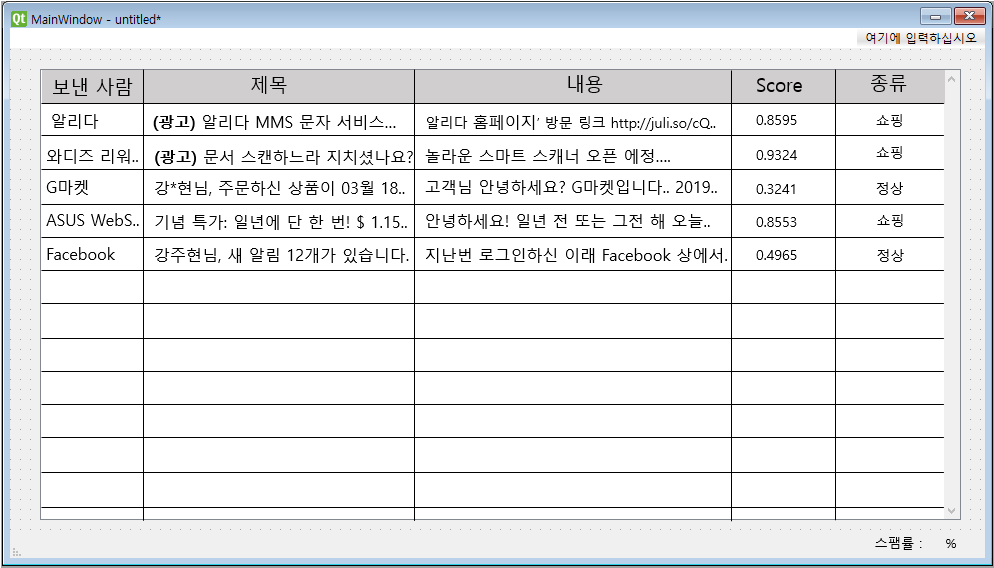 Qt MainWindow - untitled*
여기에 입력하십시오
보낸 사람 제목 내용 Score 종류
알리다 (광고) 알리다 MMS 문자 서비스... 알리다 홈페이지' 방문 링크 http://juli.so/cQ.. 0.8595 쇼핑
와디즈 리워.. (광고) 문서 스캔하느라 지치셨나요? 놀라운 스마트 스캐너 오픈 에정.... 0.9324 쇼핑
G마켓 강*현님, 주문하신 상품이 03월 18.. 고객님 안녕하세요? G마켓입니다.. 2019.. 0.3241 정상
ASUS WebS.. 기념 특가: 일년에 단 한 번! $ 1.15.. 안녕하세요! 일년 전 또는 그전 해 오늘.. 0.8553 쇼핑
Facebook 강주현님, 새 알림 12개가 있습니다. 지난번 로그인하신 이래 Facebook 상에서. 0.4965 정상
스팸률 : %